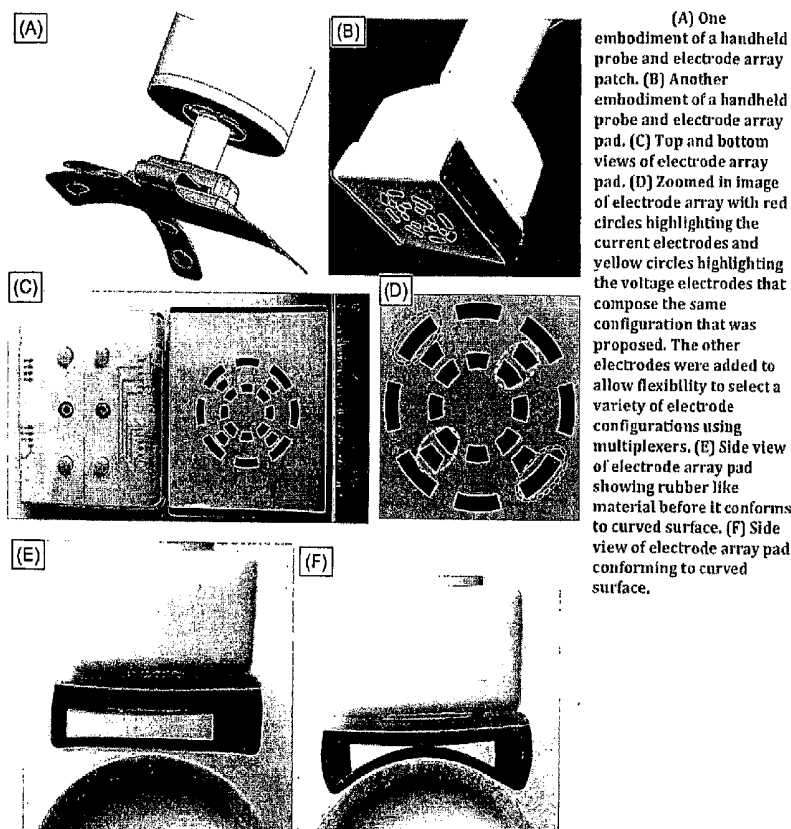 (A)
(B)
(C)
(D)
(E)
(F)
(A) One
embodiment of a handheld
probe and electrode array
patch. (B) Another
embodiment of a handheld
probe and electrode array
pad. (C) Top and bottom
views of electrode array
pad. (D) Zoomed in image
of electrode array with red
circles highlighting the
current electrodes and
yellow circles highlighting
the voltage electrodes that
compose the same
configuration that was
proposed. The other
electrodes were added to
allow flexibility to select a
variety of electrode
configurations using
multiplexers. (E) Side view
of electrode array pad
showing rubber like
material before it conforms
to curved surface. (F) Side
view of electrode array pad
conforming to curved
surface.